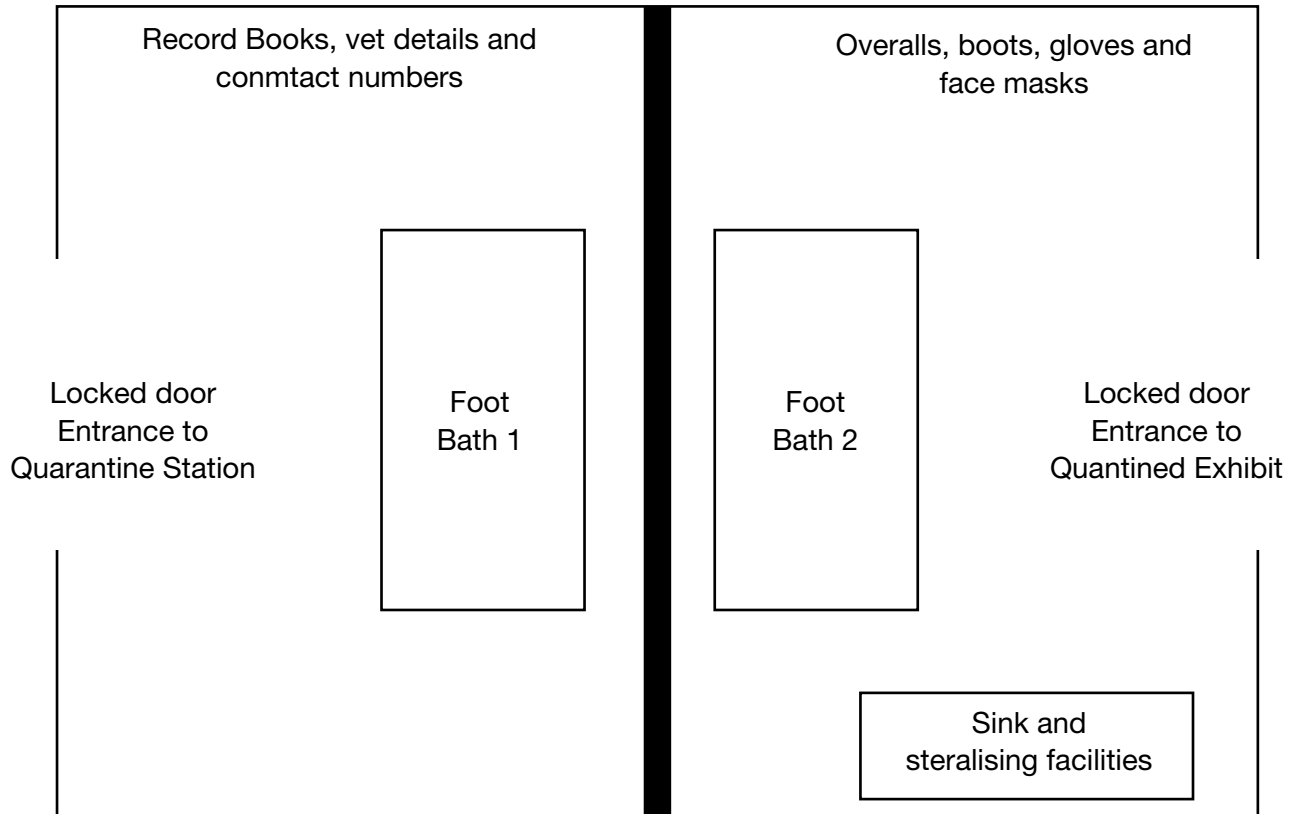 Record Books, vet details and
conmtact numbers
Overalls, boots, gloves and
face masks
Locked door
Entrance to
Quarantine Station
Foot
Bath 1
Foot
Bath 2
Locked door
Entrance to
Quantined Exhibit
Sink and
steralising facilities